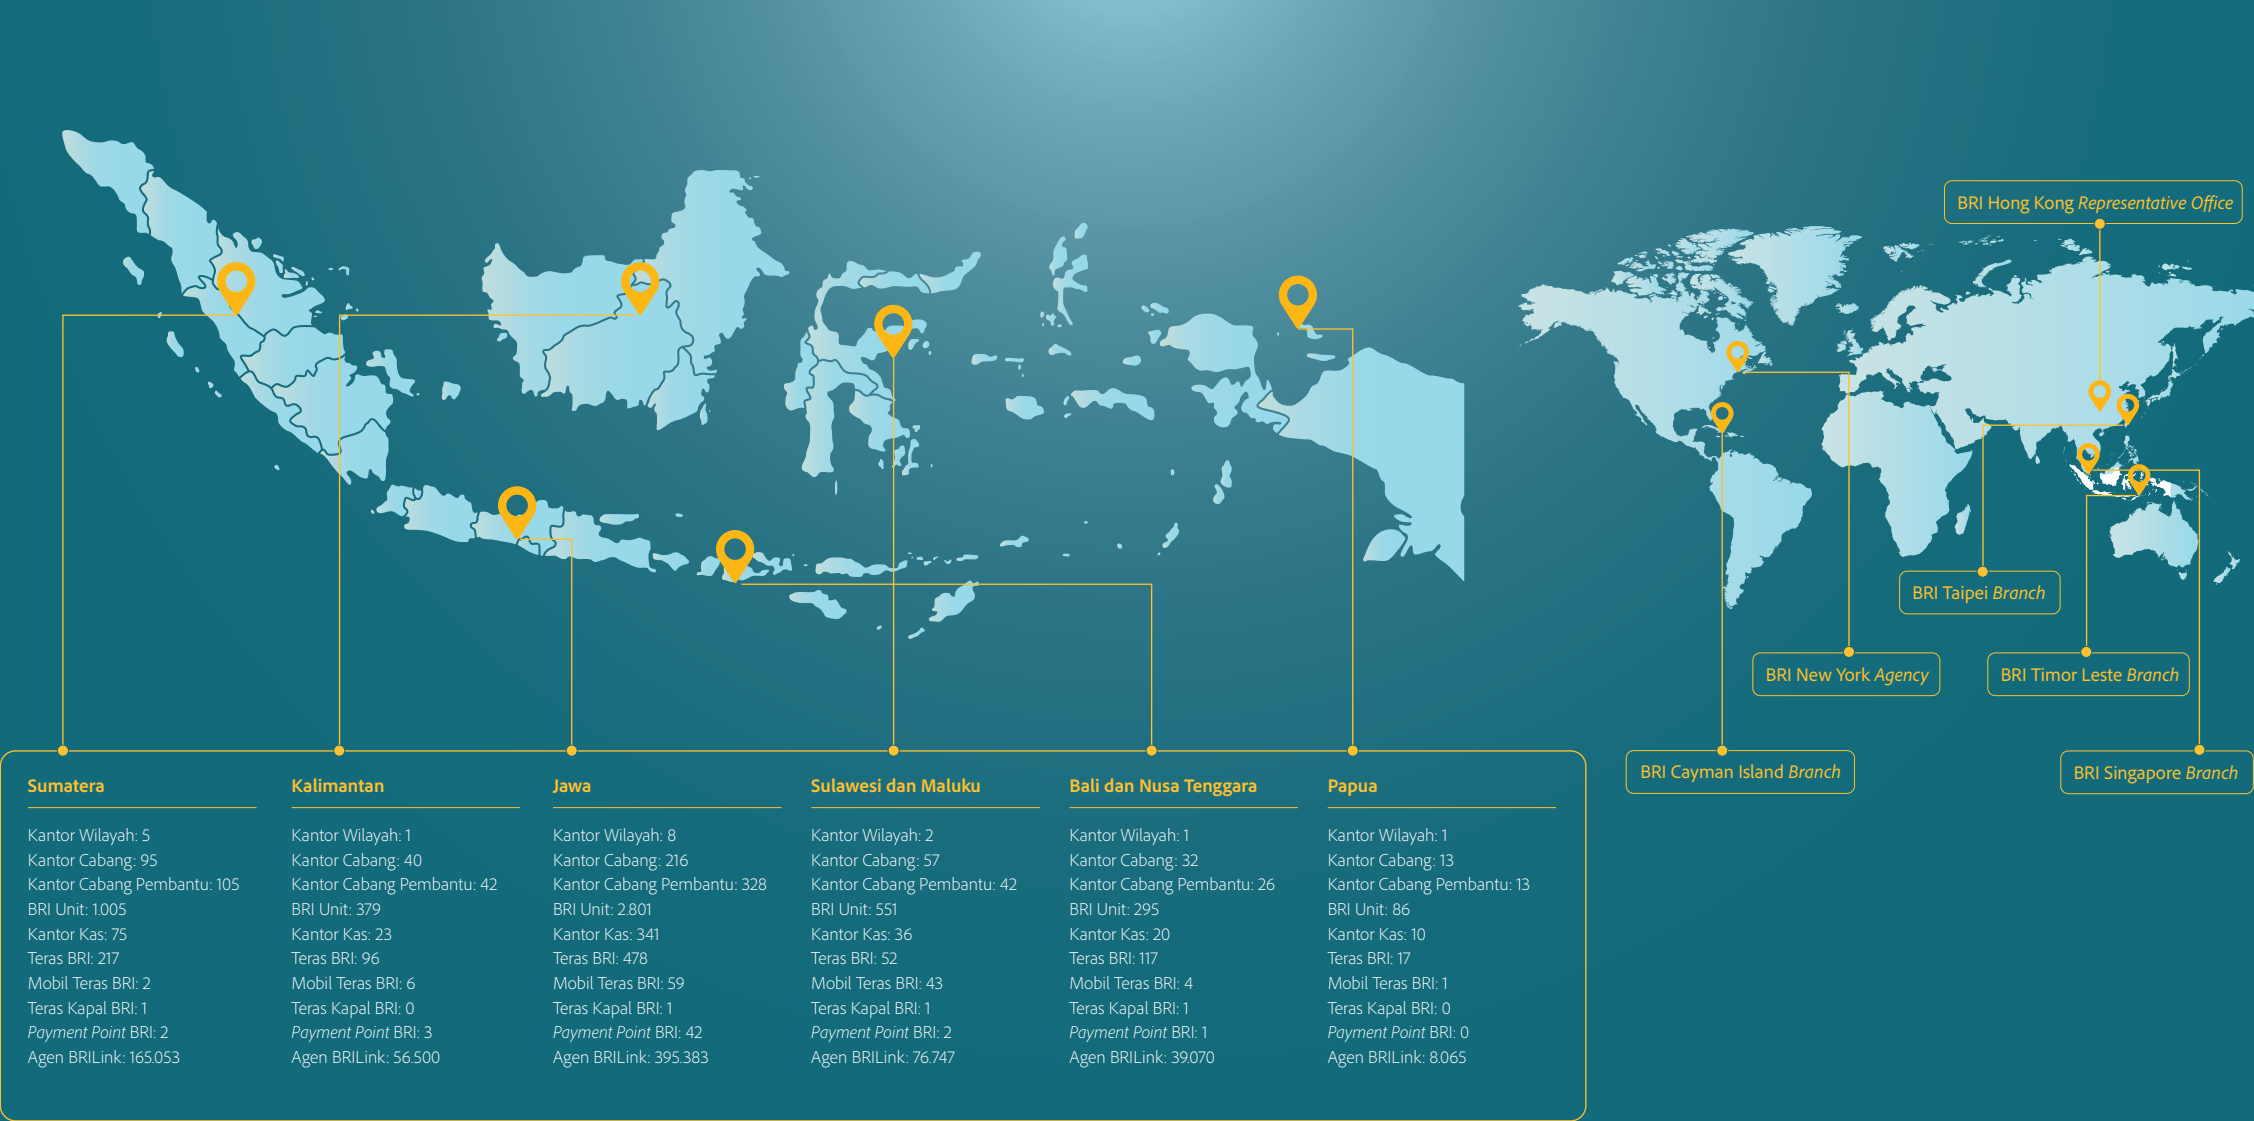 BRI Hong Kong Representative Office
BRI Taipei Branch
BRI New York Agency
BRI Timor Leste Branch
BRI Cayman Island Branch
BRI Singapore Branch
Sumatera
Kantor Wilayah: 5
Kantor Cabang: 95
Kantor Cabang Pembantu: 105
BRI Unit: 1.005
Kantor Kas: 75
Teras BRI: 217
Mobil Teras BRI: 2
Teras Kapal BRI: 1
Payment Point BRI: 2
Agen BRILink: 165.053
Kalimantan
Kantor Wilayah: 1
Kantor Cabang: 40
Kantor Cabang Pembantu: 42
BRI Unit: 379
Kantor Kas: 23
Teras BRI: 96
Mobil Teras BRI: 6
Teras Kapal BRI: 0
Payment Point BRI: 3
Agen BRILink: 56.500
Jawa
Kantor Wilayah: 8
Kantor Cabang: 216
Kantor Cabang Pembantu: 328
BRI Unit: 2.801
Kantor Kas: 341
Teras BRI: 478
Mobil Teras BRI: 59
Teras Kapal BRI: 1
Payment Point BRI: 42
Agen BRILink: 395.383
Sulawesi dan Maluku
Kantor Wilayah: 2
Kantor Cabang: 57
Kantor Cabang Pembantu: 42
BRI Unit: 551
Kantor Kas: 36
Teras BRI: 52
Mobil Teras BRI: 43
Teras Kapal BRI: 1
Payment Point BRI: 2
Agen BRILink: 76.747
Bali dan Nusa Tenggara
Kantor Wilayah: 1
Kantor Cabang: 32
Kantor Cabang Pembantu: 26
BRI Unit: 295
Kantor Kas: 20
Teras BRI: 117
Mobil Teras BRI: 4
Teras Kapal BRI: 1
Payment Point BRI: 1
Agen BRILink: 39.070
Papua
Kantor Wilayah: 1
Kantor Cabang: 13
Kantor Cabang Pembantu: 13
BRI Unit: 86
Kantor Kas: 10
Teras BRI: 17
Mobil Teras BRI: 1
Teras Kapal BRI: 0
Payment Point BRI: 0
Agen BRILink: 8.065